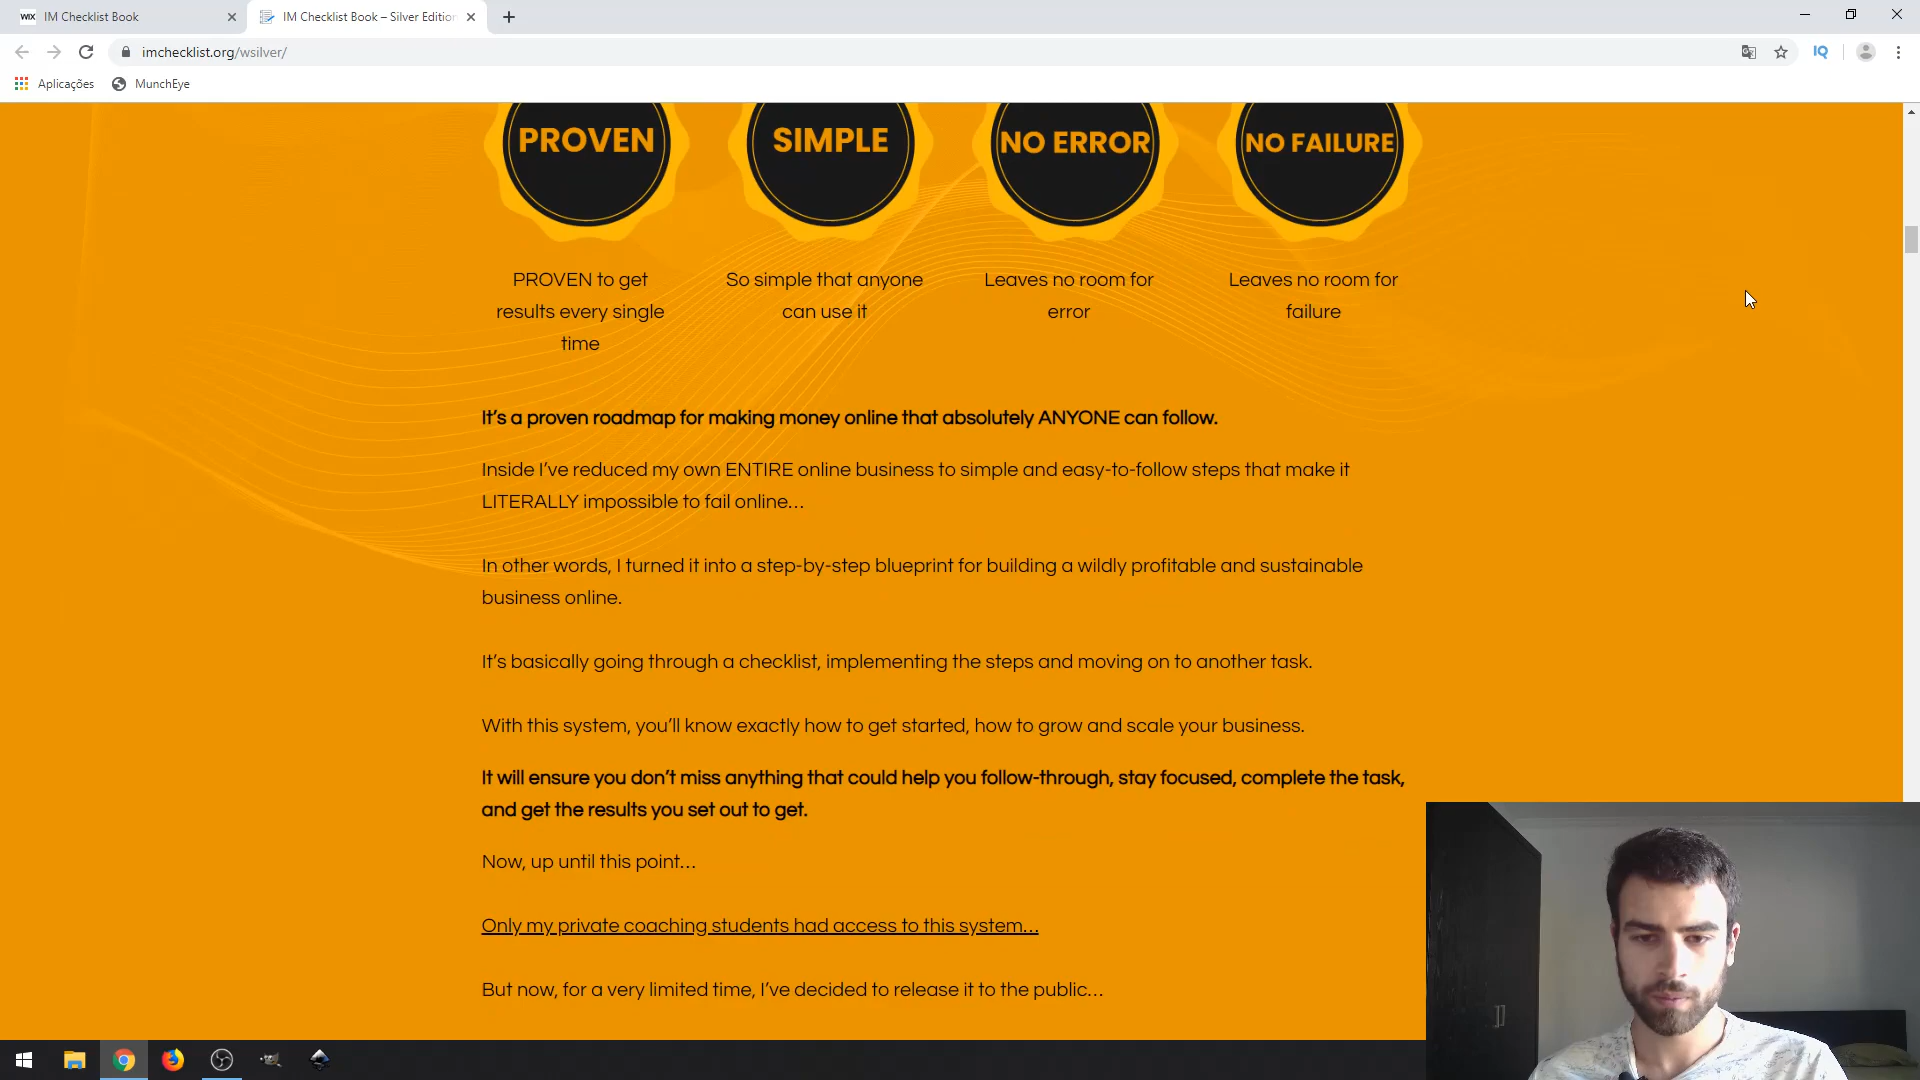 WIX IM Checklist Book
IM Checklist Book – Silver Edition
imchecklist.org/wsilver/
IQ
Aplicações
MunchEye
PROVEN
SIMPLE
NO ERROR
NO FAILURE
PROVEN to get
results every single
time
So simple that anyone
can use it
Leaves no room for
error
Leaves no room for
failure
It’s a proven roadmap for making money online that absolutely ANYONE can follow.
Inside I’ve reduced my own ENTIRE online business to simple and easy-to-follow steps that make it
LITERALLY impossible to fail online…
In other words, I turned it into a step-by-step blueprint for building a wildly profitable and sustainable
business online.
It’s basically going through a checklist, implementing the steps and moving on to another task.
With this system, you’ll know exactly how to get started, how to grow and scale your business.
It will ensure you don’t miss anything that could help you follow-through, stay focused, complete the task,
and get the results you set out to get.
Now, up until this point…
Only my private coaching students had access to this system…
But now, for a very limited time, I’ve decided to release it to the public…